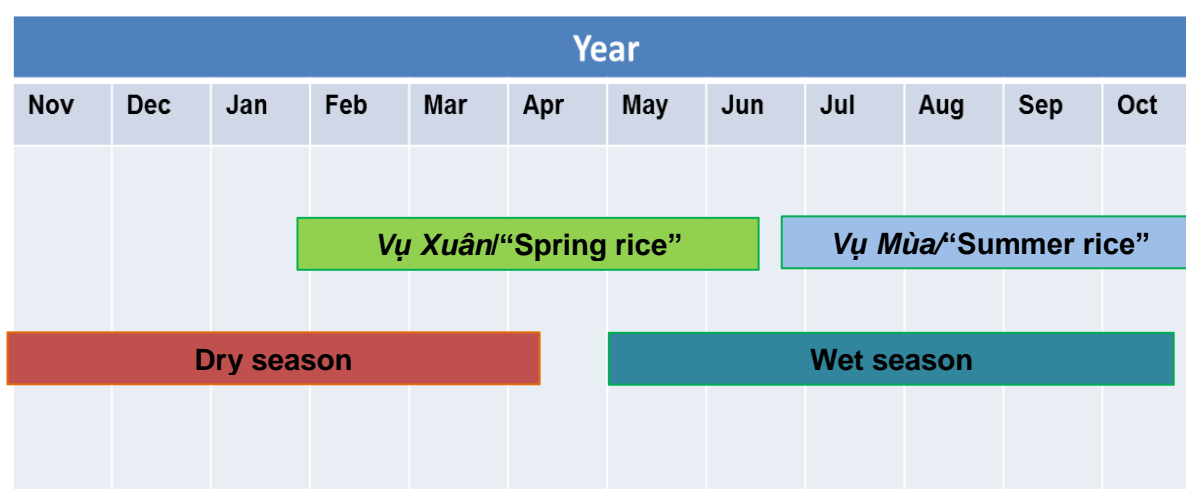 Year
Nov Dec Jan Feb Mar Apr May Jun Jul Aug Sep Oct
Vụ Xuân/“Spring rice” Vụ Mùa/“Summer rice”
Dry season Wet season